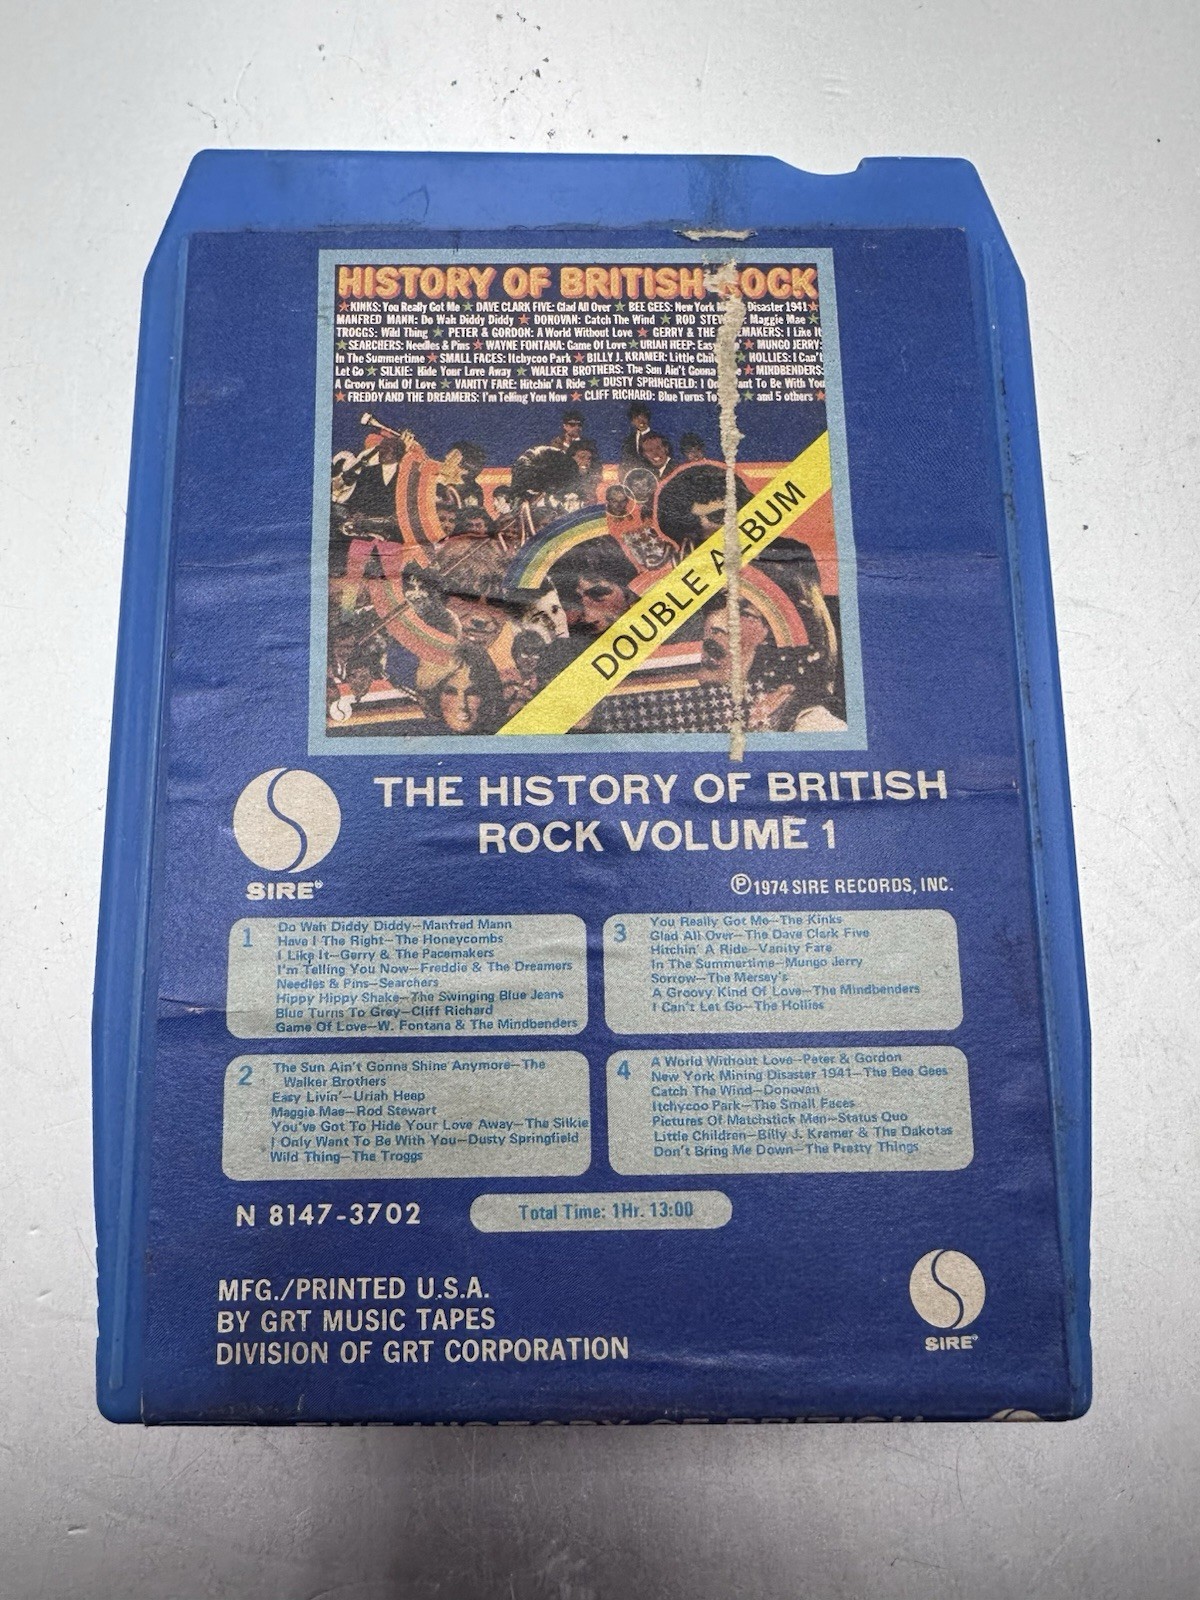 HISTORY OF BRITISH ROCK
★KINKS: You Really Got Me ★ DAVE CLARK FIVE: Glad All Over ★ BEE GEES: New York Disaster 1941★
MANFRED MANN: Do Wah Diddy Diddy ★ DONOVAN: Catch The Wind ★ ROD Maggie Mae ★
TROGGS: Wild Thing ★ PETER & GORDON: A World Without Love ★ GERRY & THE I Like It
★SEARCHERS: Needles & Pins ★ WAYNE FONTANA: Game Of Love ★ URIAH HEEP: ★ MUNGO JERRY:
In The Summertime ★ SMALL FACES: Itchycoo Park ★ BILLY J. KRAMER: Little ★ HOLLIES: I Can't
Let Go ★ SILKIE: Hide Your Love Away ★ WALKER BROTHERS: The Sun Ain't Gonna ★ MINDBENDERS:
A Groovy Kind Of Love ★ VANITY FARE: Hitchin' A Ride ★ DUSTY SPRINGFIELD: I To Be With You
★ FREDDY AND THE DREAMERS: I'm Telling You Now ★ CLIFF RICHARD: Blue Turns To ★ and 5 others ★
DOUBLE ALBUM
THE HISTORY OF BRITISH
ROCK VOLUME 1
SIRE®
Ⓟ1974 SIRE RECORDS, INC.
1
Do Wah Diddy Diddy—Manfred Mann
Have I The Right—The Honeycombs
I Like It—Gerry & The Pacemakers
I'm Telling You Now—Freddie & The Dreamers
Needles & Pins—Searchers
Hippy Hippy Shake—The Swinging Blue Jeans
Blue Turns To Grey—Cliff Richard
Game Of Love—W. Fontana & The Mindbenders
2
The Sun Ain't Gonna Shine Anymore—The
Walker Brothers
Easy Livin'—Uriah Heep
Maggie Mae—Rod Stewart
You've Got To Hide Your Love Away—The Silkie
I Only Want To Be With You—Dusty Springfield
Wild Thing—The Troggs
3
You Really Got Me—The Kinks
Glad All Over—The Dave Clark Five
Hitchin' A Ride—Vanity Fare
In The Summertime—Mungo Jerry
Sorrow—The Mersey's
A Groovy Kind Of Love—The Mindbenders
I Can't Let Go—The Hollies
4
A World Without Love—Peter & Gordon
New York Mining Disaster 1941—The Bee Gees
Catch The Wind—Donovan
Itchycoo Park—The Small Faces
Pictures Of Matchstick Men—Status Quo
Little Children—Billy J. Kramer & The Dakotas
Don't Bring Me Down—The Pretty Things
N 8147-3702
Total Time: 1Hr. 13:00
MFG./PRINTED U.S.A.
BY GRT MUSIC TAPES
DIVISION OF GRT CORPORATION
SIRE®
THE HISTORY OF BRITISH